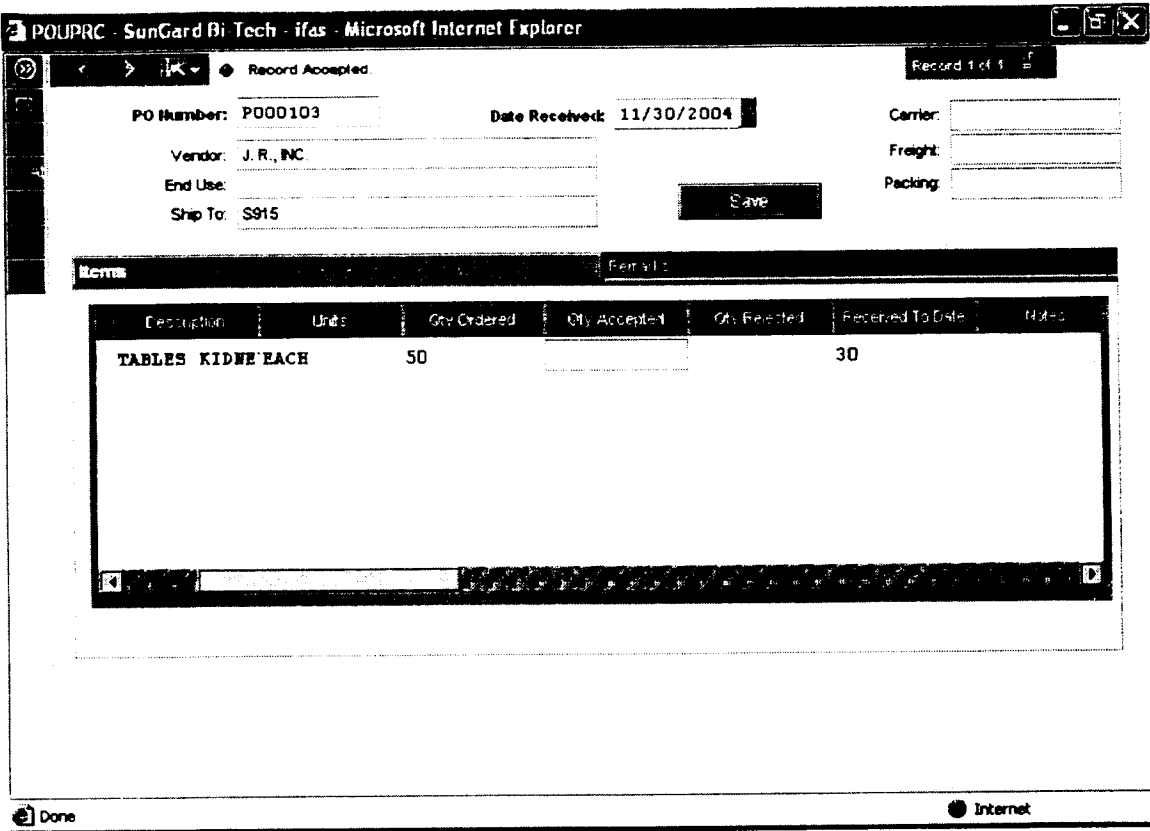 POUPRC - SunGard Bi-Tech - ifas - Microsoft Internet Explorer
Record Accepted.
Record 1 of 1
PO Number: P000103
Date Received: 11/30/2004
Carrier:
Vendor: J. R., INC.
Freight:
End Use:
Packing:
Ship To: S915
Save
Items
Remarks
Description Units Qty Ordered Qty Accepted Qty Rejected Received To Date Notes
TABLES KIDNE EACH 50 30
Done
Internet